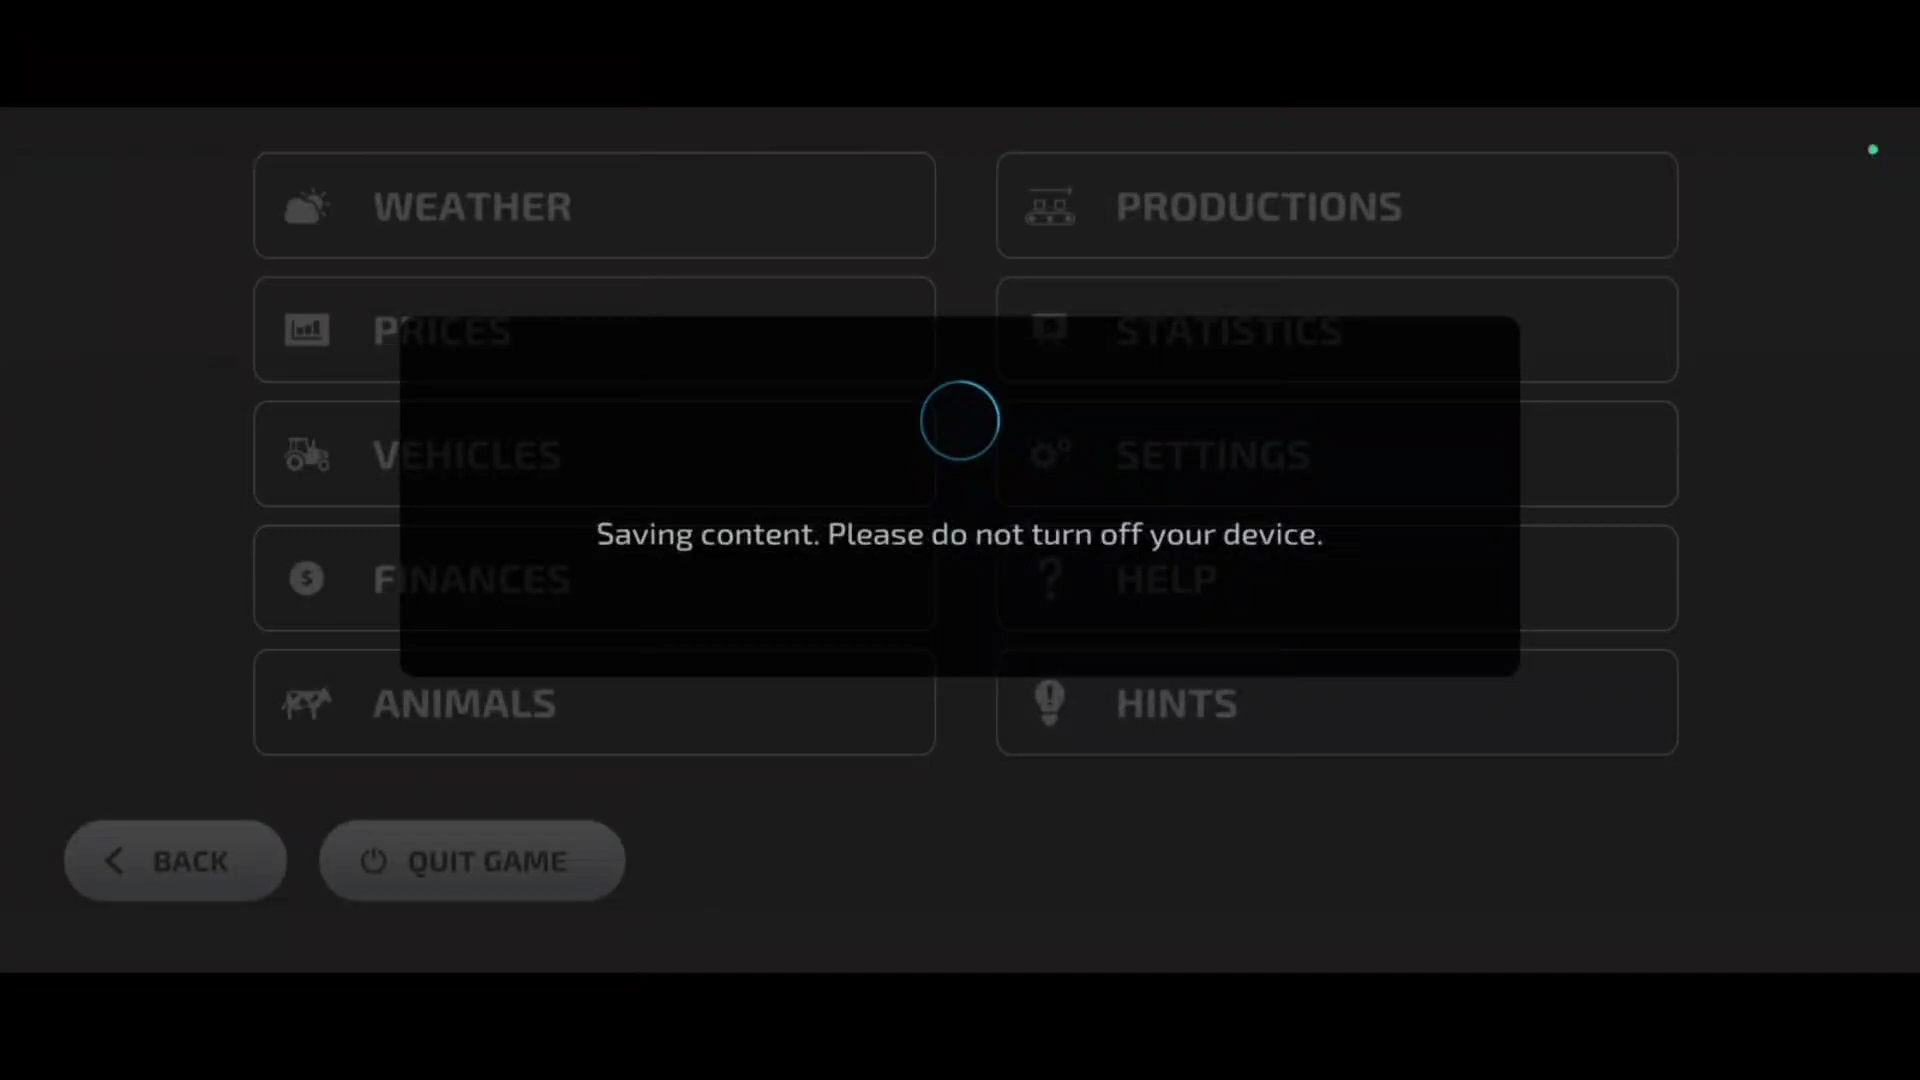 WEATHER
PRODUCTIONS
PRICES
STATISTICS
VEHICLES
SETTINGS
Saving content. Please do not turn off your device.
FINANCES
HELP
ANIMALS
HINTS
BACK
QUIT GAME